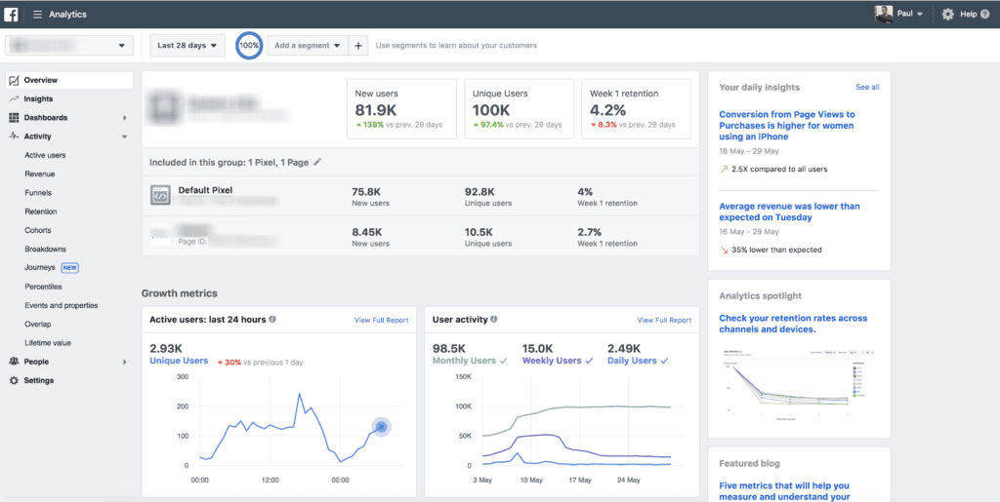 Analytics
Paul
Help
Last 28 days
100%
Add a segment
+
Use segments to learn about your customers
Overview
Insights
Dashboards
Activity
Active users
Revenue
Funnels
Retention
Cohorts
Breakdowns
Journeys NEW
Percentiles
Events and properties
Overlap
Lifetime value
People
Settings
New users
81.9K
138% vs prev. 28 days
Unique Users
100K
97.4% vs prev. 28 days
Week 1 retention
4.2%
8.3% vs prev. 28 days
Included in this group: 1 Pixel, 1 Page
Default Pixel
75.8K
New users
92.8K
Unique users
4%
Week 1 retention
Page ID:
8.45K
New users
10.5K
Unique users
2.7%
Week 1 retention
Growth metrics
Active users: last 24 hours
View Full Report
2.93K
Unique Users
30% vs previous 1 day
300
200
100
0
00:00 12:00 00:00
User activity
View Full Report
98.5K
Monthly Users
15.0K
Weekly Users
2.49K
Daily Users
150K
100K
50K
0
3 May 10 May 17 May 24 May
Your daily insights
See all
Conversion from Page Views to
Purchases is higher for women
using an iPhone
16 May - 29 May
2.5X compared to all users
Average revenue was lower than
expected on Tuesday
16 May - 29 May
35% lower than expected
Analytics spotlight
Check your retention rates across
channels and devices.
Featured blog
Five metrics that will help you
measure and understand your